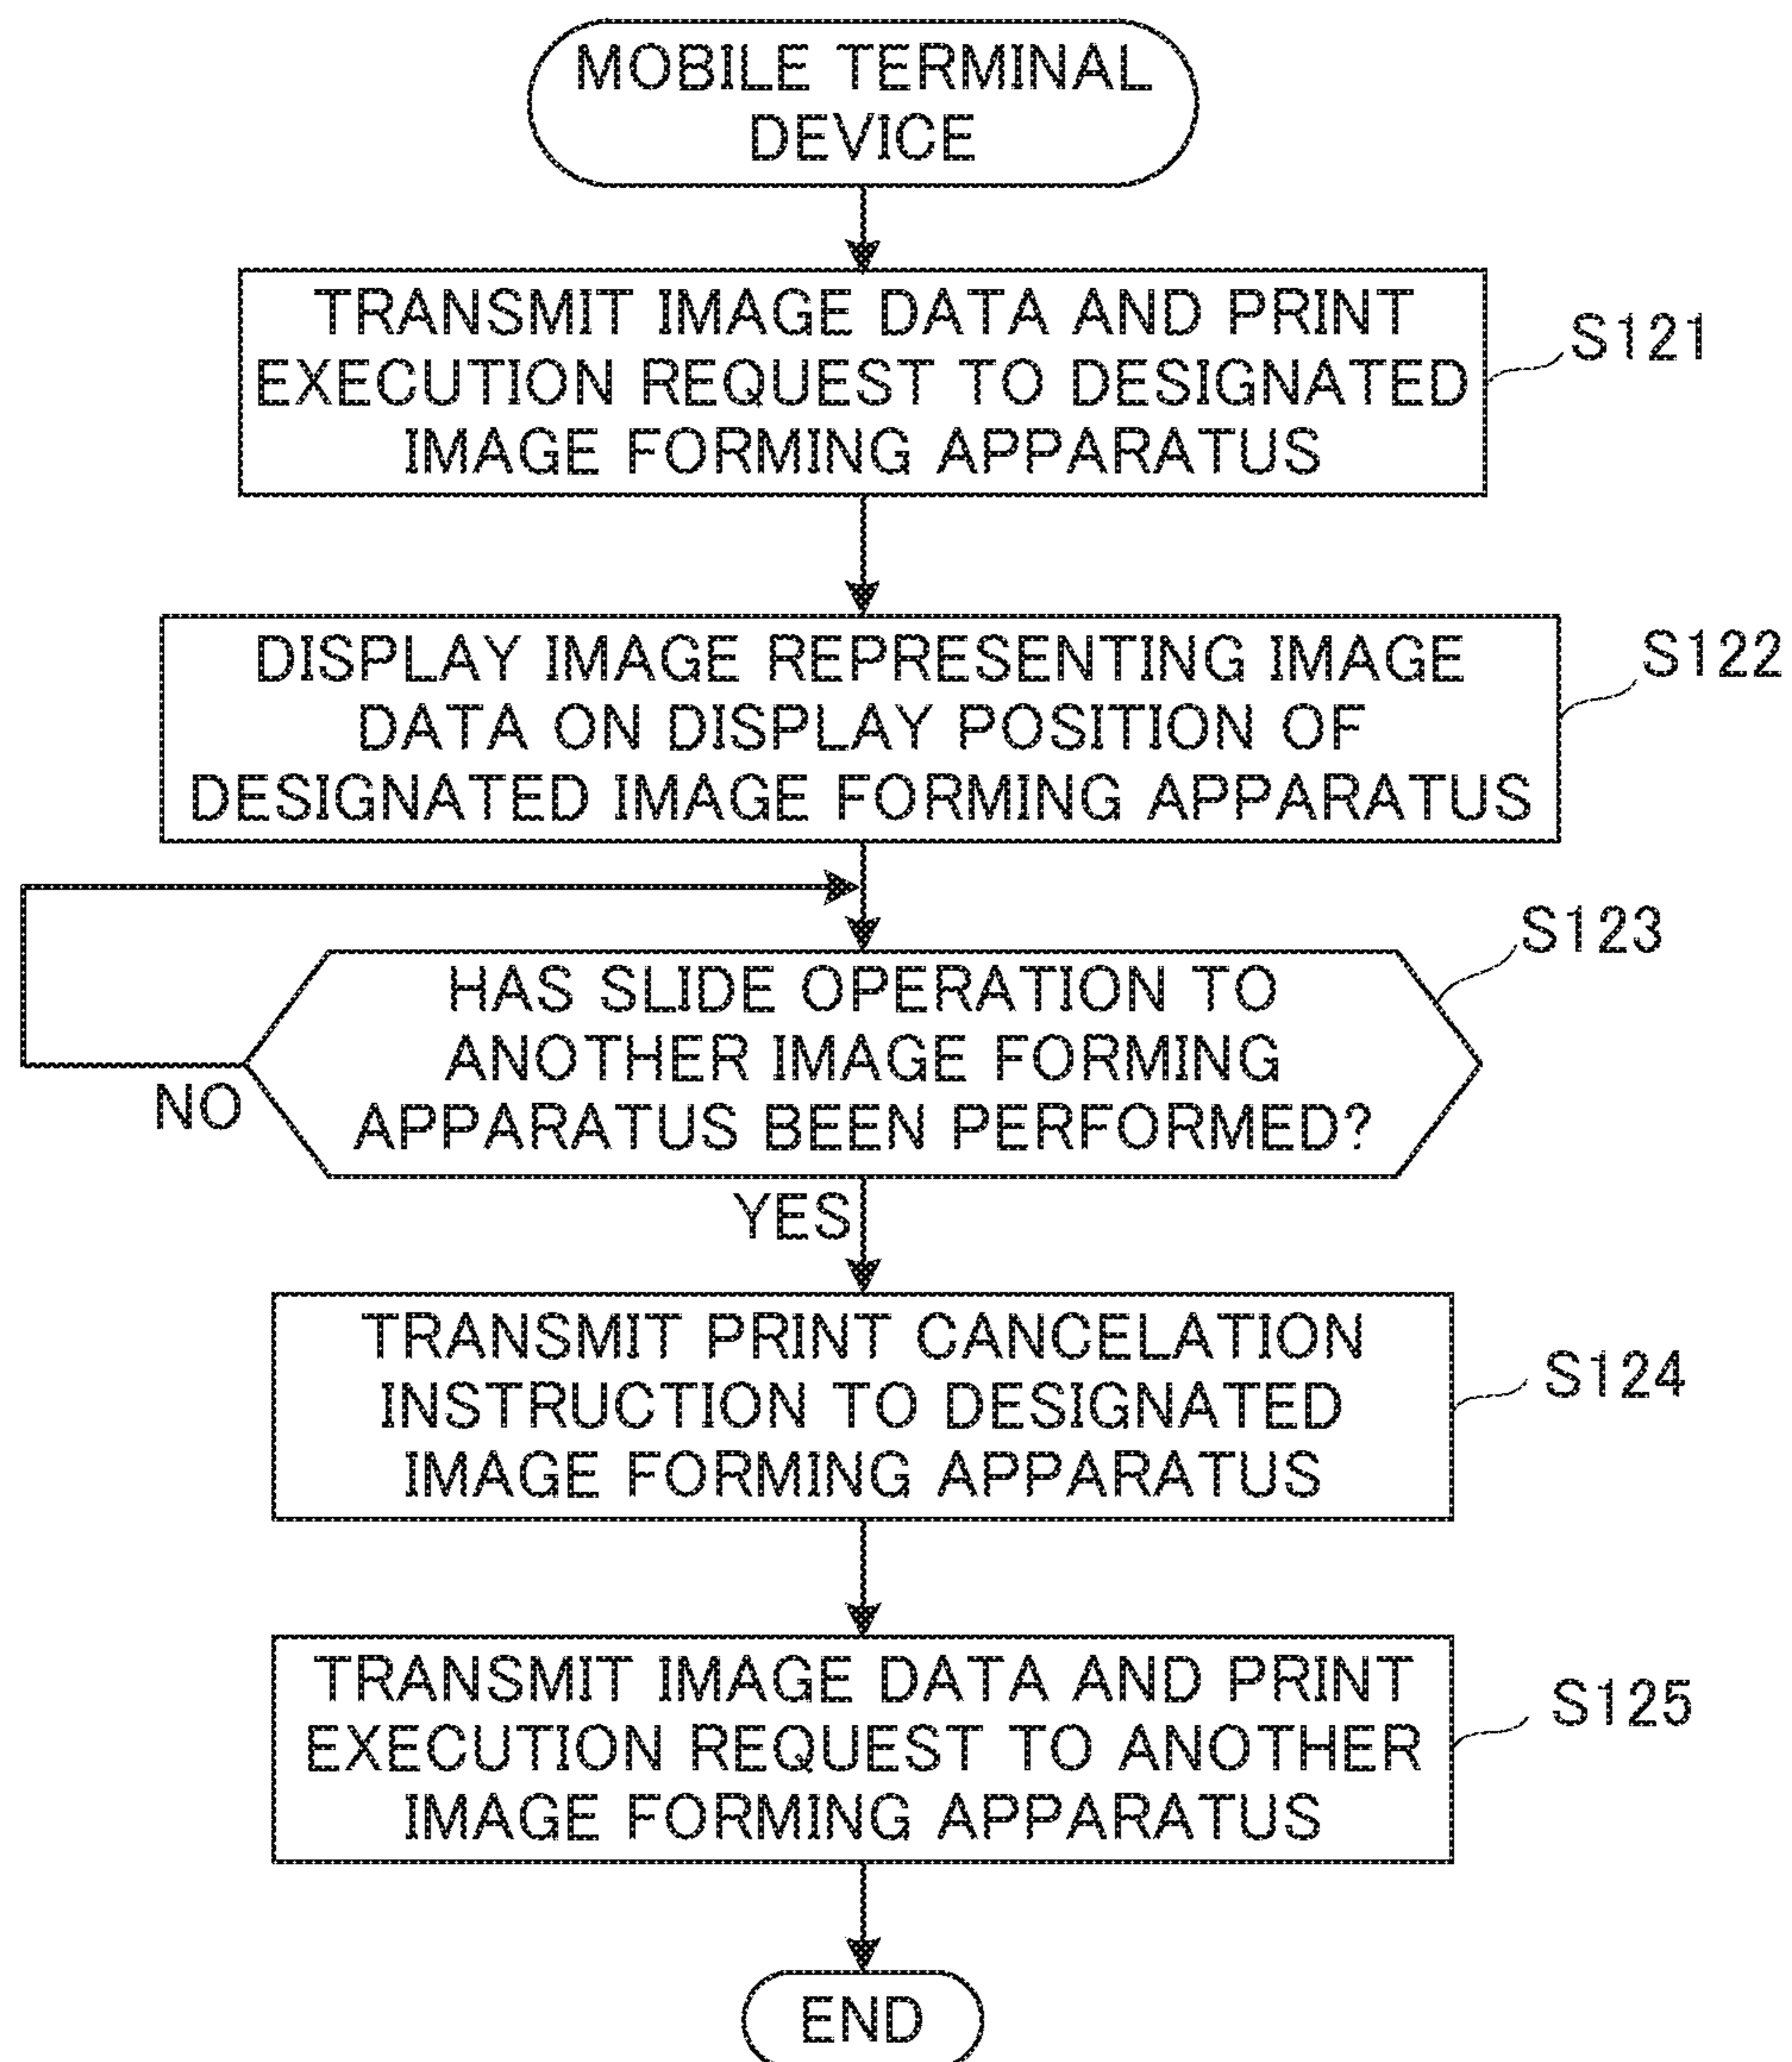 MOBILE TERMINAL
DEVICE
TRANSMIT IMAGE DATA AND PRINT
EXECUTION REQUEST TO DESIGNATED
IMAGE FORMING APPARATUS
S121
DISPLAY IMAGE REPRESENTING IMAGE
DATA ON DISPLAY POSITION OF
DESIGNATED IMAGE FORMING APPARATUS
S122
HAS SLIDE OPERATION TO
ANOTHER IMAGE FORMING
APPARATUS BEEN PERFORMED?
S123
NO
YES
TRANSMIT PRINT CANCELATION
INSTRUCTION TO DESIGNATED
IMAGE FORMING APPARATUS
S124
TRANSMIT IMAGE DATA AND PRINT
EXECUTION REQUEST TO ANOTHER
IMAGE FORMING APPARATUS
S125
END